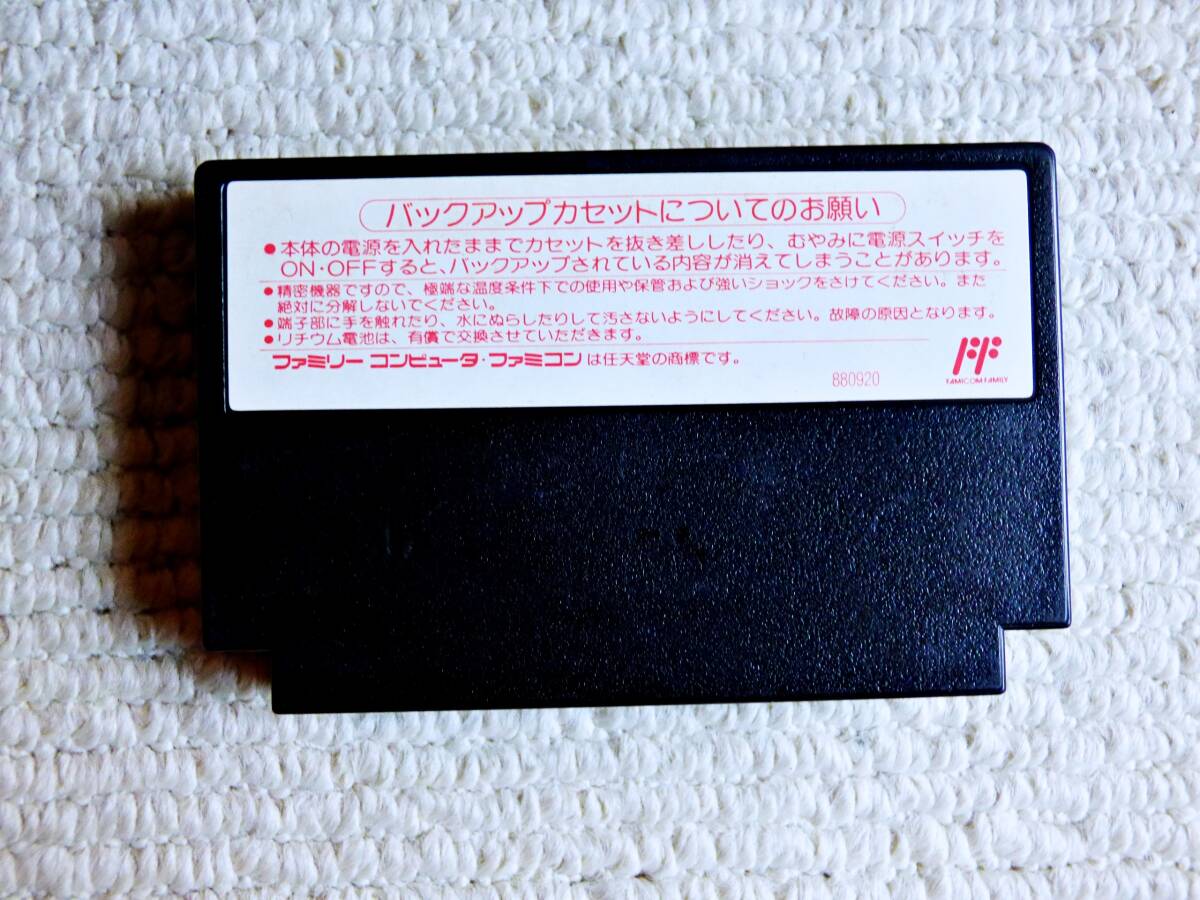 バックアップカセットについてのお願い
●本体の電源を入れたままでカセットを抜き差ししたり、むやみに電源スイッチを
ON・OFFすると、バックアップされている内容が消えてしまうことがあります。
●精密機器ですので、極端な温度条件下での使用や保管および強いショックをさけてください。また
絶対に分解しないでください。
●端子部に手を触れたり、水にぬらしたりして汚さないようにしてください。故障の原因となります。
●リチウム電池は、有償で交換させていただきます。
ファミリー コンピュータ・ファミコンは任天堂の商標です。
880920
FF
FAMICOM FAMILY